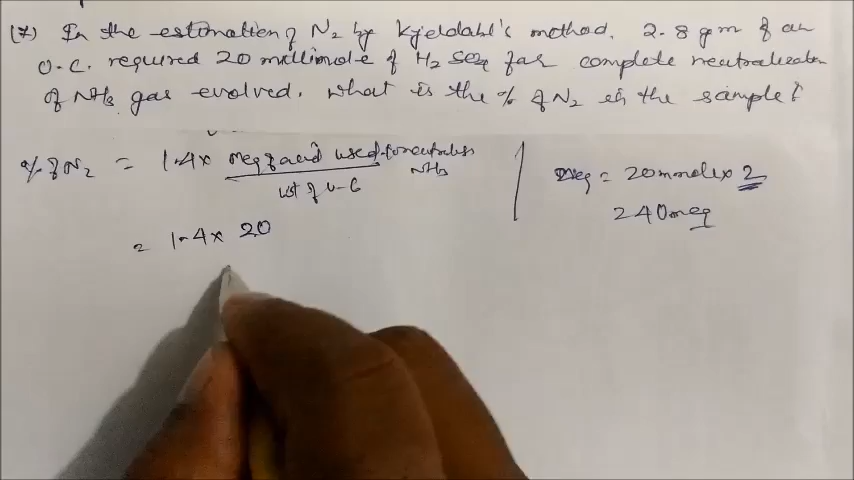 (7) In the estimation of N2 by Kjeldahl's method, 2.8 gm of an
O.C. required 20 millimole of H2SO4 for complete neutralization
of NH3 gas evolved. What is the % of N2 in the sample?
% of N2 = 1.4 x meq of acid used for neutralisn NH3
wt of O-C
= 1.4 x 20
meq = 20 mmole x 2
= 40 meq